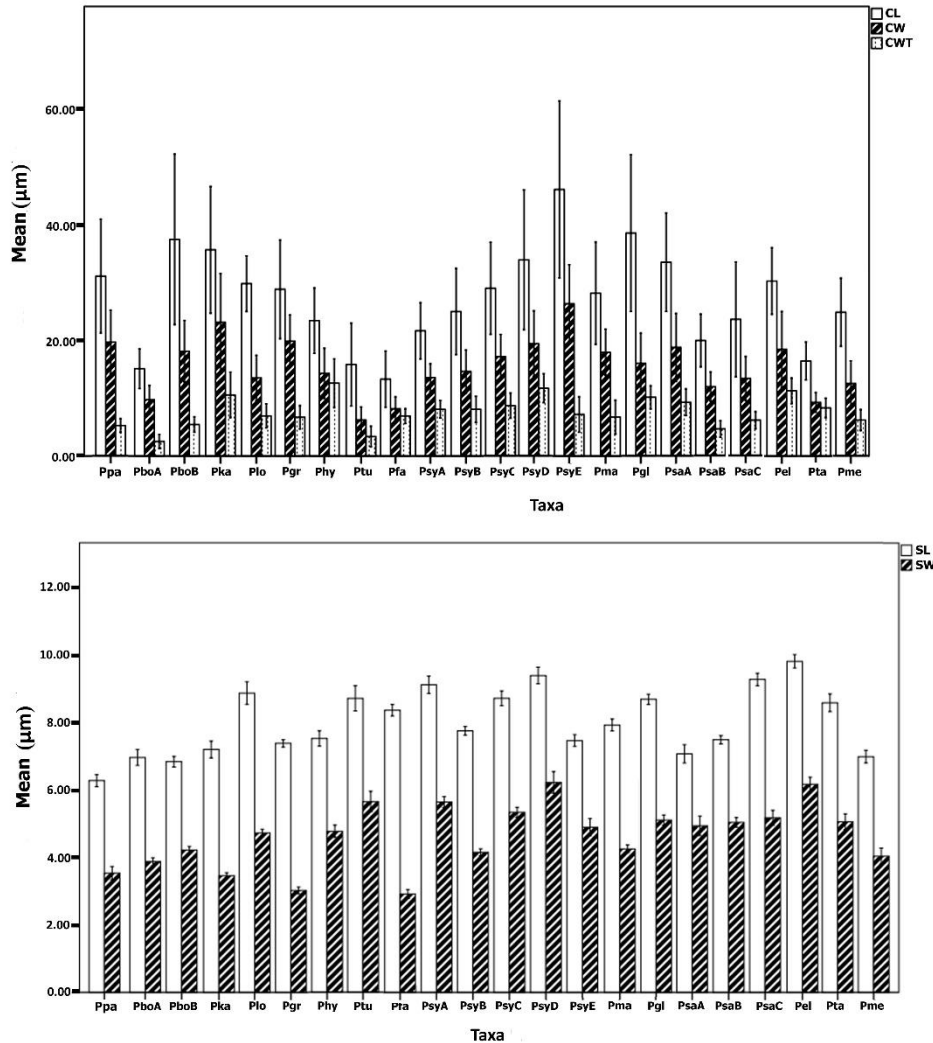 CL
CW
CWT
Mean (µm)
60.00
40.00
20.00
0.00
Ppa PboA PboB Pka Plo Pgr Phy Ptu Pfa PsyA PsyB PsyC PsyD PsyE Pma Pgl PsaA PsaB PsaC Pel Pta Pme
Taxa
SL
SW
Mean (µm)
12.00
10.00
8.00
6.00
4.00
2.00
0.00
Ppa PboA PboB Pka Plo Pgr Phy Ptu Pfa PsyA PsyB PsyC PsyD PsyE Pma Pgl PsaA PsaB PsaC Pel Pta Pme
Taxa